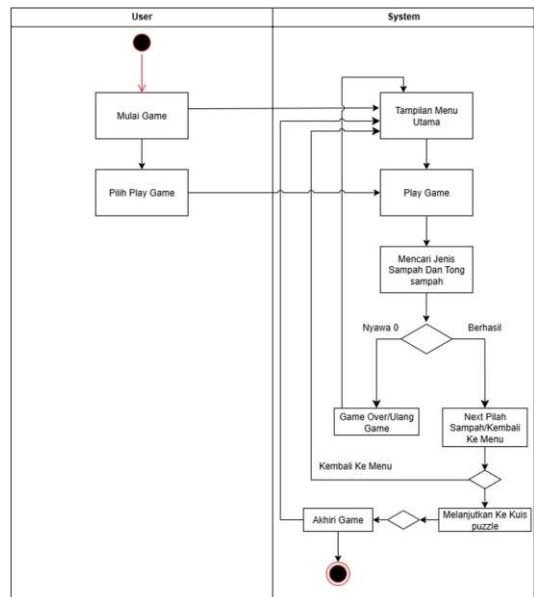 User
System
Mulai Game
Tampilan Menu
Utama
Pilih Play Game
Play Game
Mencari Jenis
Sampah Dan Tong
sampah
Nyawa 0
Berhasil
Game Over/Ulang
Game
Next Pilah
Sampah/Kembali
Ke Menu
Kembali Ke Menu
Akhiri Game
Melanjutkan Ke Kuis
puzzle